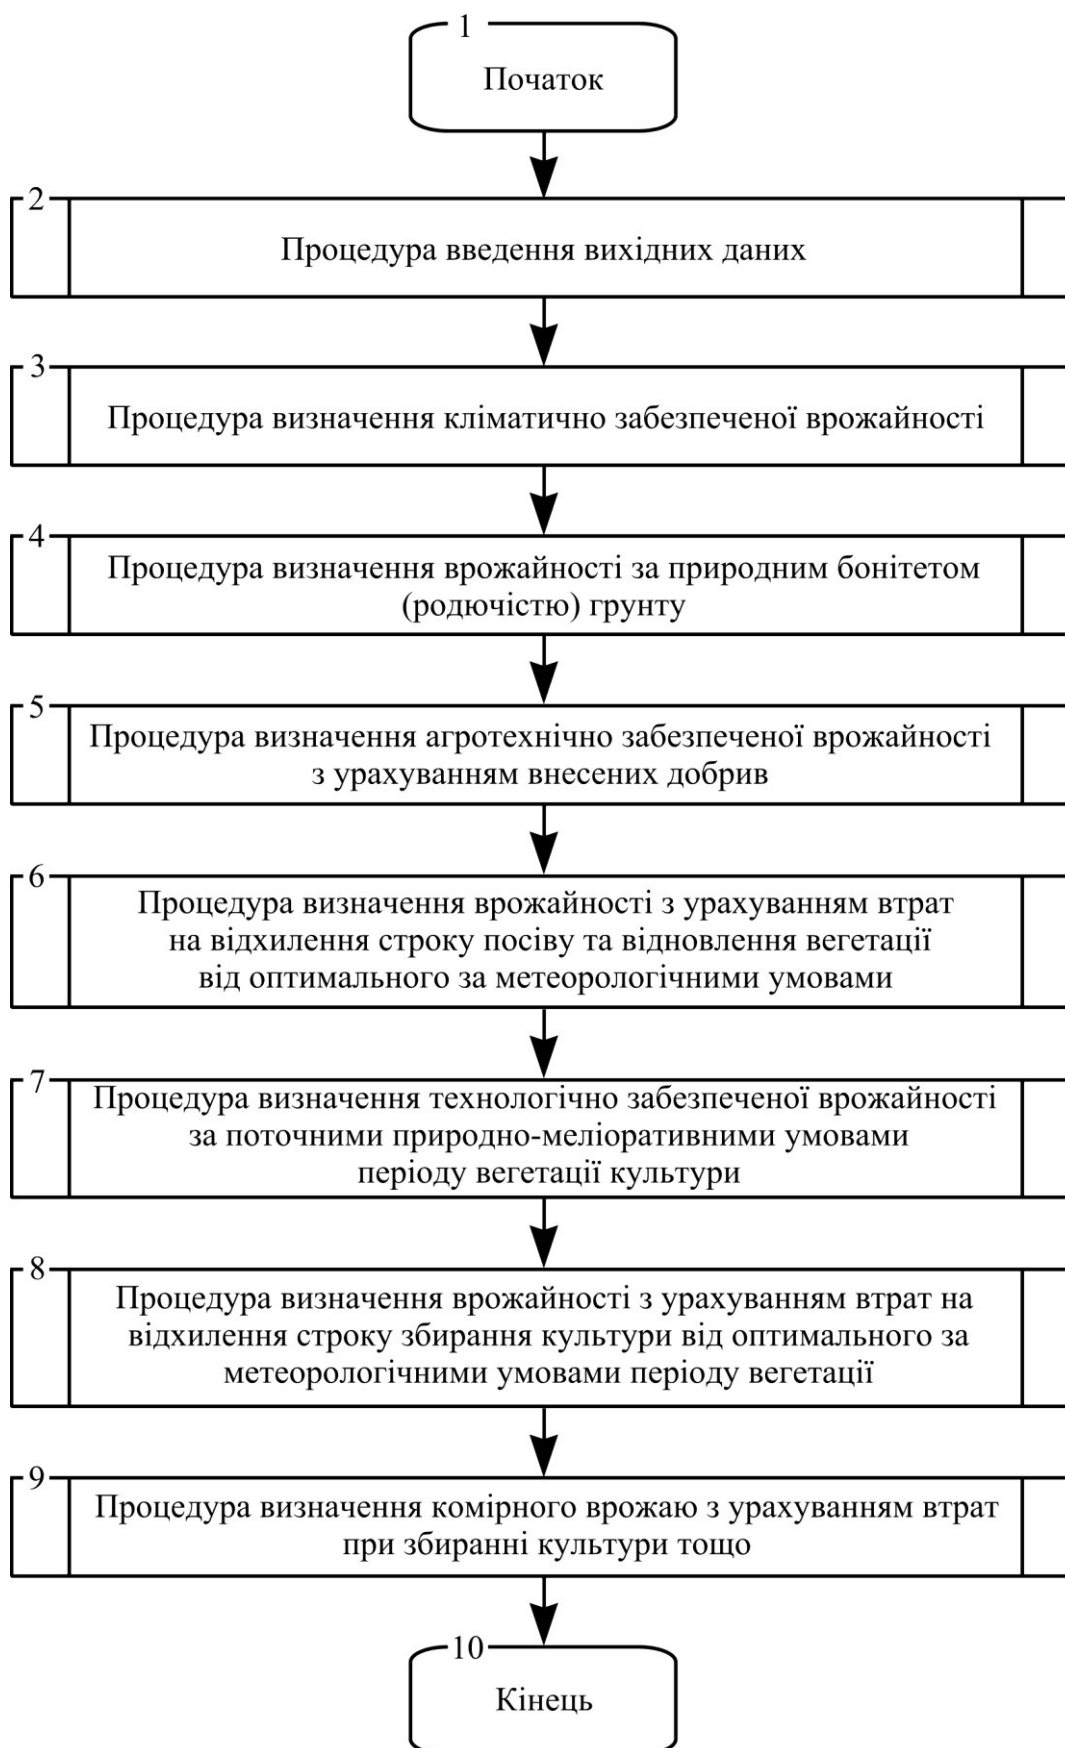 1
Початок
2
Процедура введення вихідних даних
3
Процедура визначення кліматично забезпеченої врожайності
4
Процедура визначення врожайності за природним бонітетом
(родючістю) грунту
5
Процедура визначення агротехнічно забезпеченої врожайності
з урахуванням внесених добрив
6
Процедура визначення врожайності з урахуванням втрат
на відхилення строку посіву та відновлення вегетації
від оптимального за метеорологічними умовами
7
Процедура визначення технологічно забезпеченої врожайності
за поточними природно-меліоративними умовами
періоду вегетації культури
8
Процедура визначення врожайності з урахуванням втрат на
відхилення строку збирання культури від оптимального за
метеорологічними умовами періоду вегетації
9
Процедура визначення комірного врожаю з урахуванням втрат
при збиранні культури тощо
10
Кінець